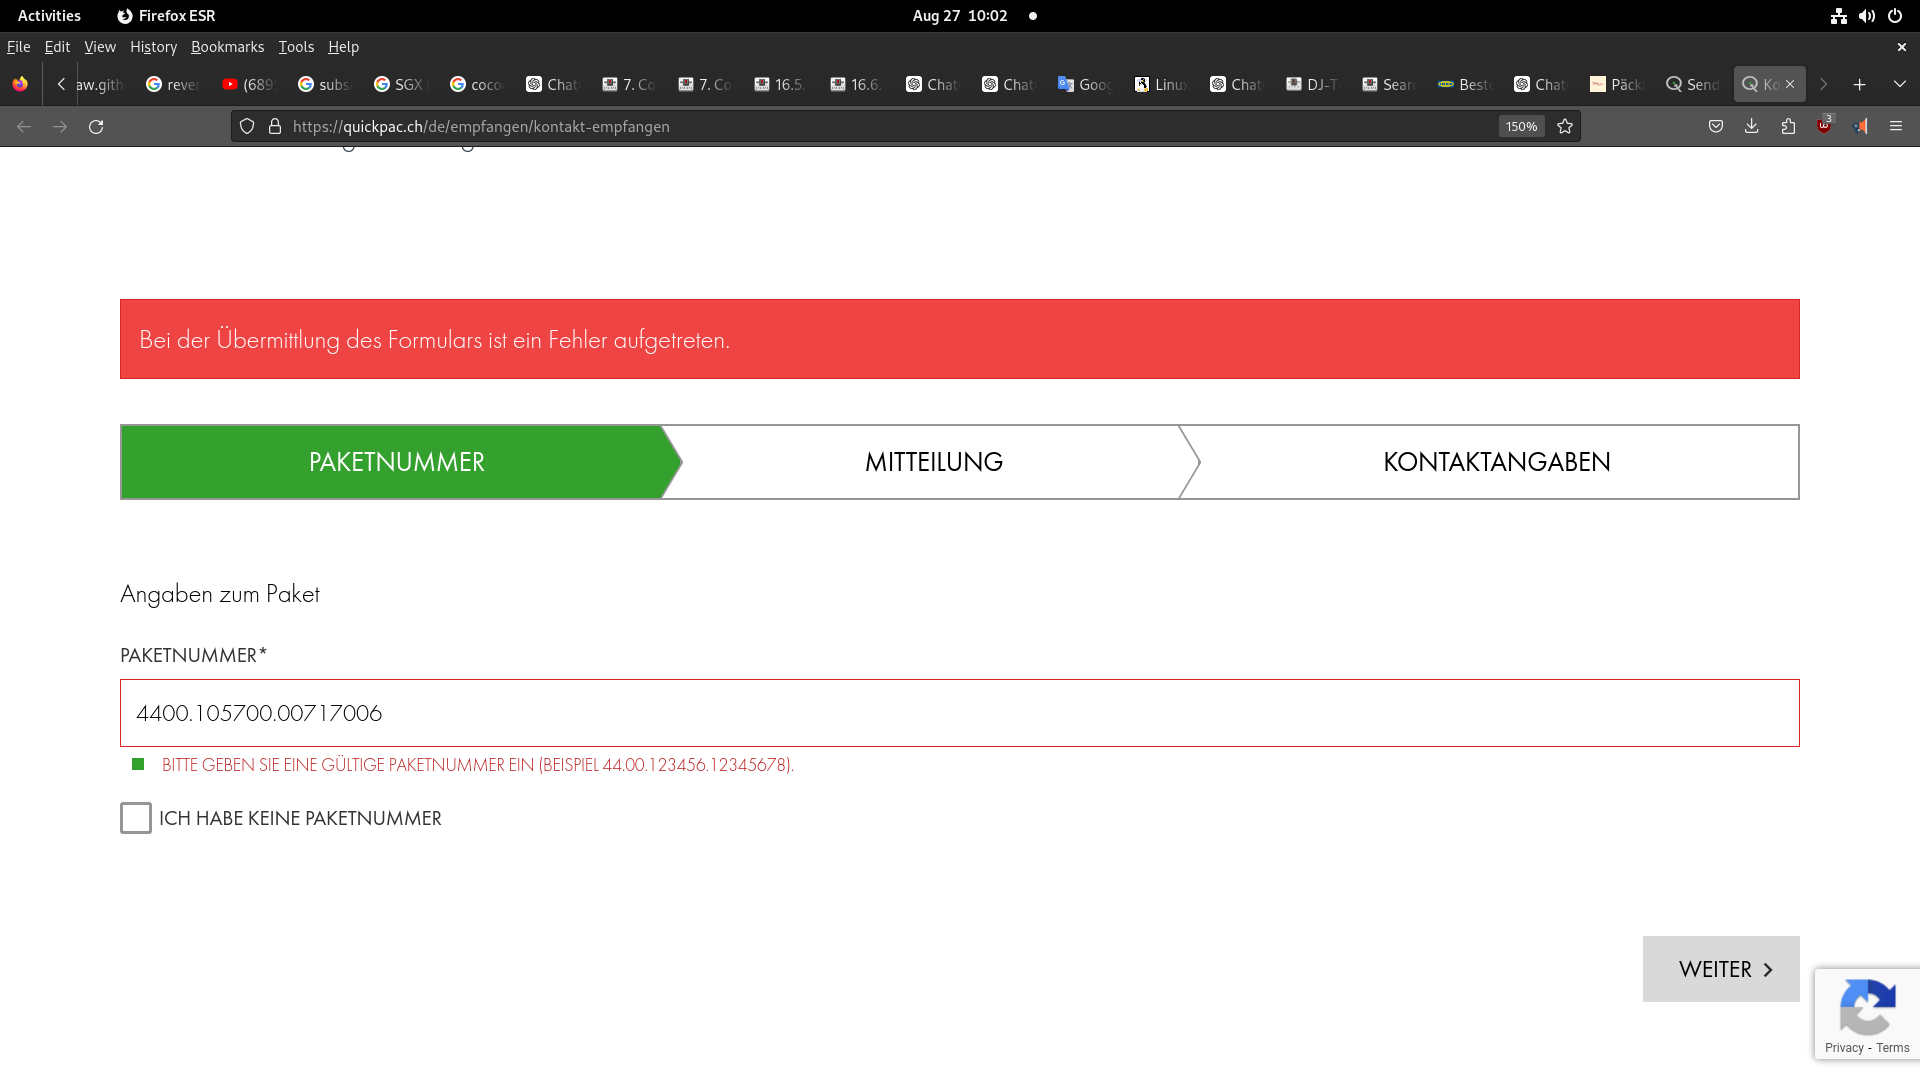 Activities Firefox ESR Aug 27 10:02
File Edit View History Bookmarks Tools Help
aw.gith rever (689 subs SGX coco Chat 7. Co 7. Co 16.5. 16.6. Chat Chat Goog Linux Chat DJ-T Sear Beste Chat Päck Send Ko
https://quickpac.ch/de/empfangen/kontakt-empfangen 150% 3
Bei der Übermittlung des Formulars ist ein Fehler aufgetreten.
PAKETNUMMER MITTEILUNG KONTAKTANGABEN
Angaben zum Paket
PAKETNUMMER*
4400.105700.00717006
BITTE GEBEN SIE EINE GÜLTIGE PAKETNUMMER EIN (BEISPIEL 44.00.123456.12345678).
ICH HABE KEINE PAKETNUMMER
WEITER
Privacy - Terms